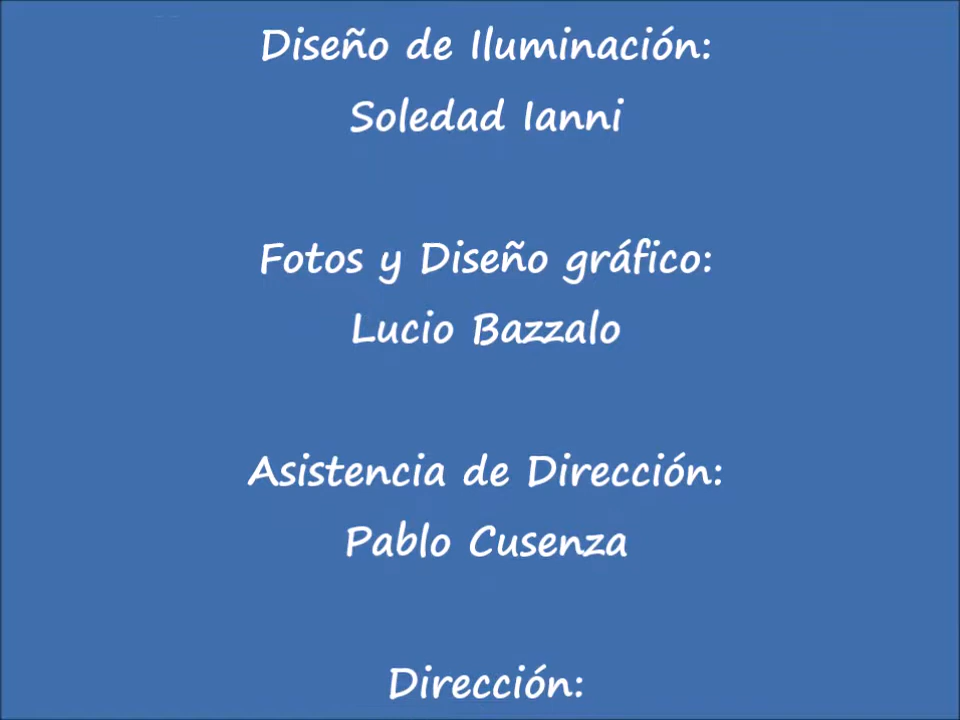 Diseño de Iluminación:
Soledad Ianni
Fotos y Diseño gráfico:
Lucio Bazzalo
Asistencia de Dirección:
Pablo Cusenza
Dirección: